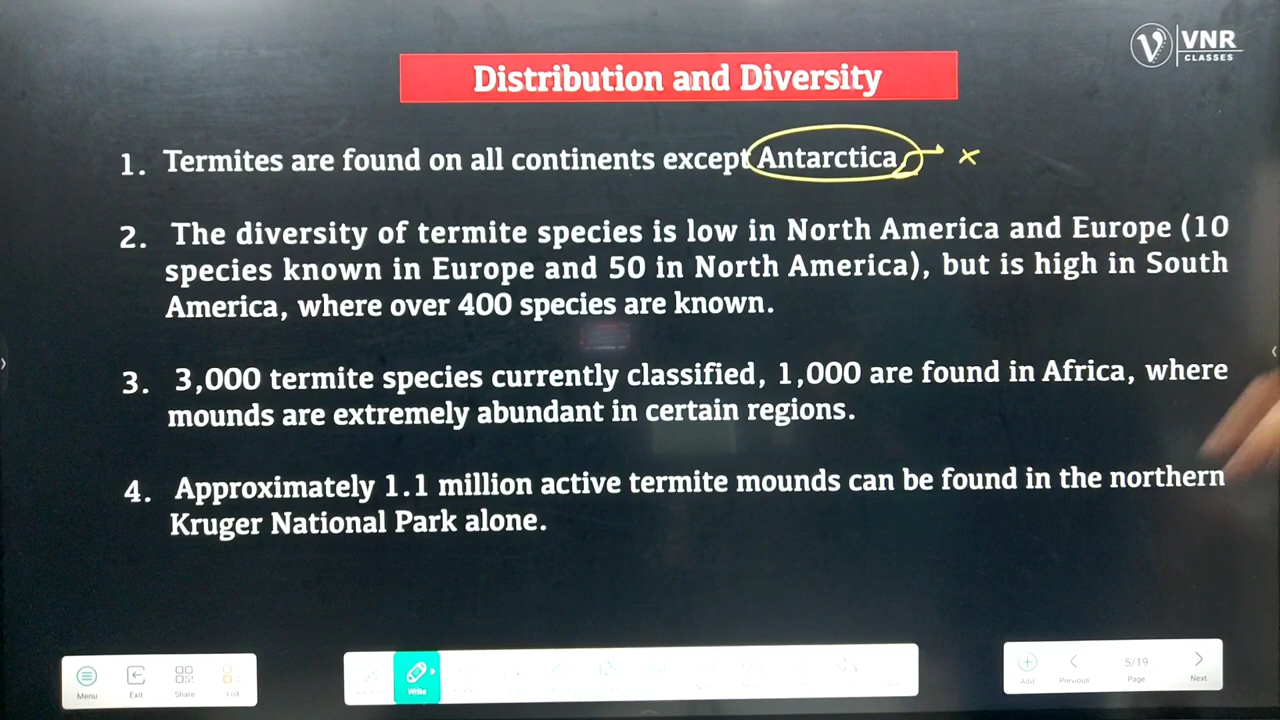 VNR
CLASSES
Distribution and Diversity
1. Termites are found on all continents except Antarctica. → ×
2. The diversity of termite species is low in North America and Europe (10
species known in Europe and 50 in North America), but is high in South
America, where over 400 species are known.
3. 3,000 termite species currently classified, 1,000 are found in Africa, where
mounds are extremely abundant in certain regions.
4. Approximately 1.1 million active termite mounds can be found in the northern
Kruger National Park alone.
Menu Exit Share List Write Add Previous 5/19 Page Next